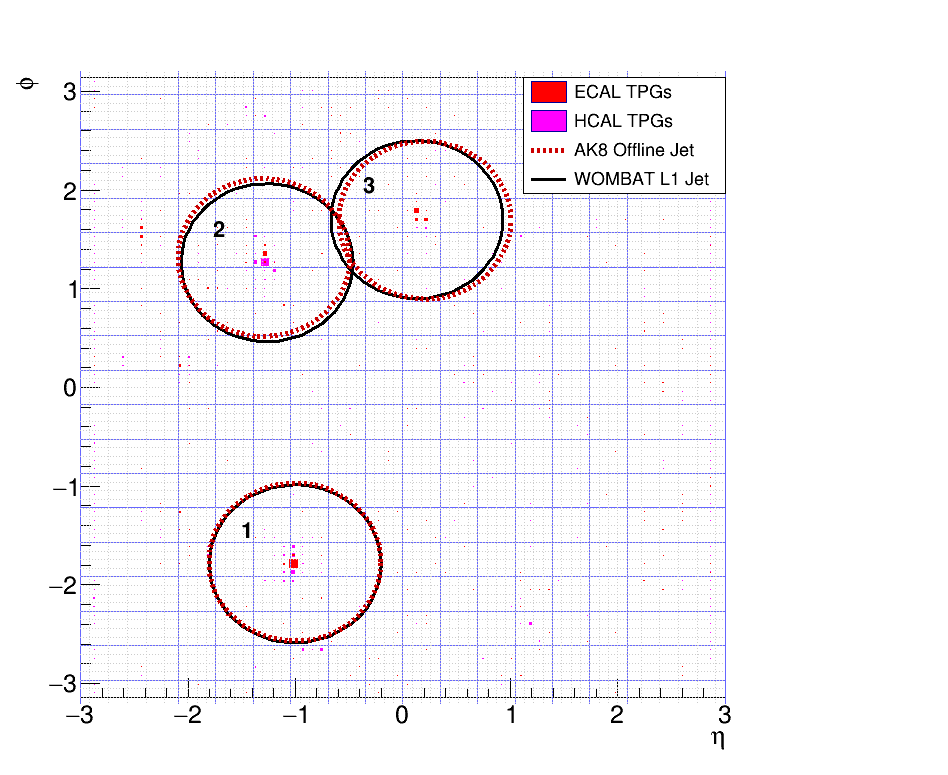 φ
3
2
1
0
−1
−2
−3
ECAL TPGs
HCAL TPGs
AK8 Offline Jet
WOMBAT L1 Jet
3
2
1
−3 −2 −1 0 1 2 3
η